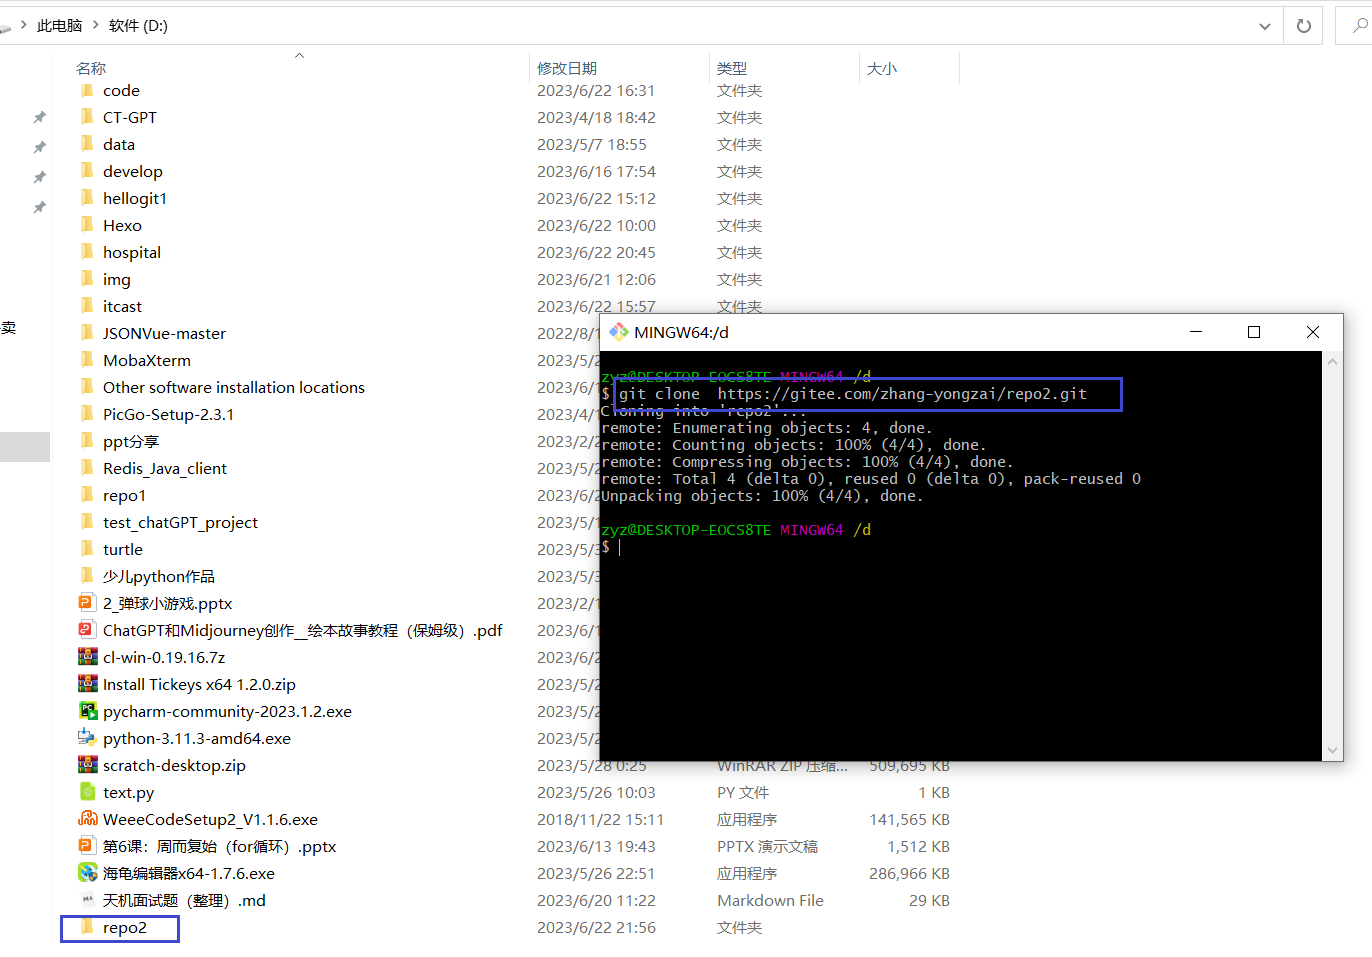 此电脑 > 软件 (D:)
名称 修改日期 类型 大小
code 2023/6/22 16:31 文件夹
CT-GPT 2023/4/18 18:42 文件夹
data 2023/5/7 18:55 文件夹
develop 2023/6/16 17:54 文件夹
hellogit1 2023/6/22 15:12 文件夹
Hexo 2023/6/22 10:00 文件夹
hospital 2023/6/22 20:45 文件夹
img 2023/6/21 12:06 文件夹
itcast 2023/6/22 15:57 文件夹
卖
JSONVue-master 2022/8/1
MobaXterm 2023/5/2
Other software installation locations 2023/6/1
PicGo-Setup-2.3.1 2023/4/1
ppt分享 2023/2/2
Redis_Java_client 2023/5/2
repo1 2023/6/2
test_chatGPT_project 2023/5/1
turtle 2023/5/3
少儿python作品 2023/5/3
2_弹球小游戏.pptx 2023/2/1
ChatGPT和Midjourney创作__绘本故事教程（保姆级）.pdf 2023/6/1
cl-win-0.19.16.7z 2023/6/2
Install Tickeys x64 1.2.0.zip 2023/5/2
pycharm-community-2023.1.2.exe 2023/5/2
python-3.11.3-amd64.exe 2023/5/2
scratch-desktop.zip 2023/5/28 0:25 WinRAR ZIP 压缩... 509,695 KB
text.py 2023/5/26 10:03 PY 文件 1 KB
WeeeCodeSetup2_V1.1.6.exe 2018/11/22 15:11 应用程序 141,565 KB
第6课：周而复始（for循环）.pptx 2023/6/13 19:43 PPTX 演示文稿 1,512 KB
海龟编辑器x64-1.7.6.exe 2023/5/26 22:51 应用程序 286,966 KB
天机面试题（整理）.md 2023/6/20 11:22 Markdown File 29 KB
repo2 2023/6/22 21:56 文件夹
MINGW64:/d
zyz@DESKTOP-EOCS8TE MINGW64 /d
$ git clone  https://gitee.com/zhang-yongzai/repo2.git
Cloning into 'repo2'...
remote: Enumerating objects: 4, done.
remote: Counting objects: 100% (4/4), done.
remote: Compressing objects: 100% (4/4), done.
remote: Total 4 (delta 0), reused 0 (delta 0), pack-reused 0
Unpacking objects: 100% (4/4), done.
zyz@DESKTOP-EOCS8TE MINGW64 /d
$